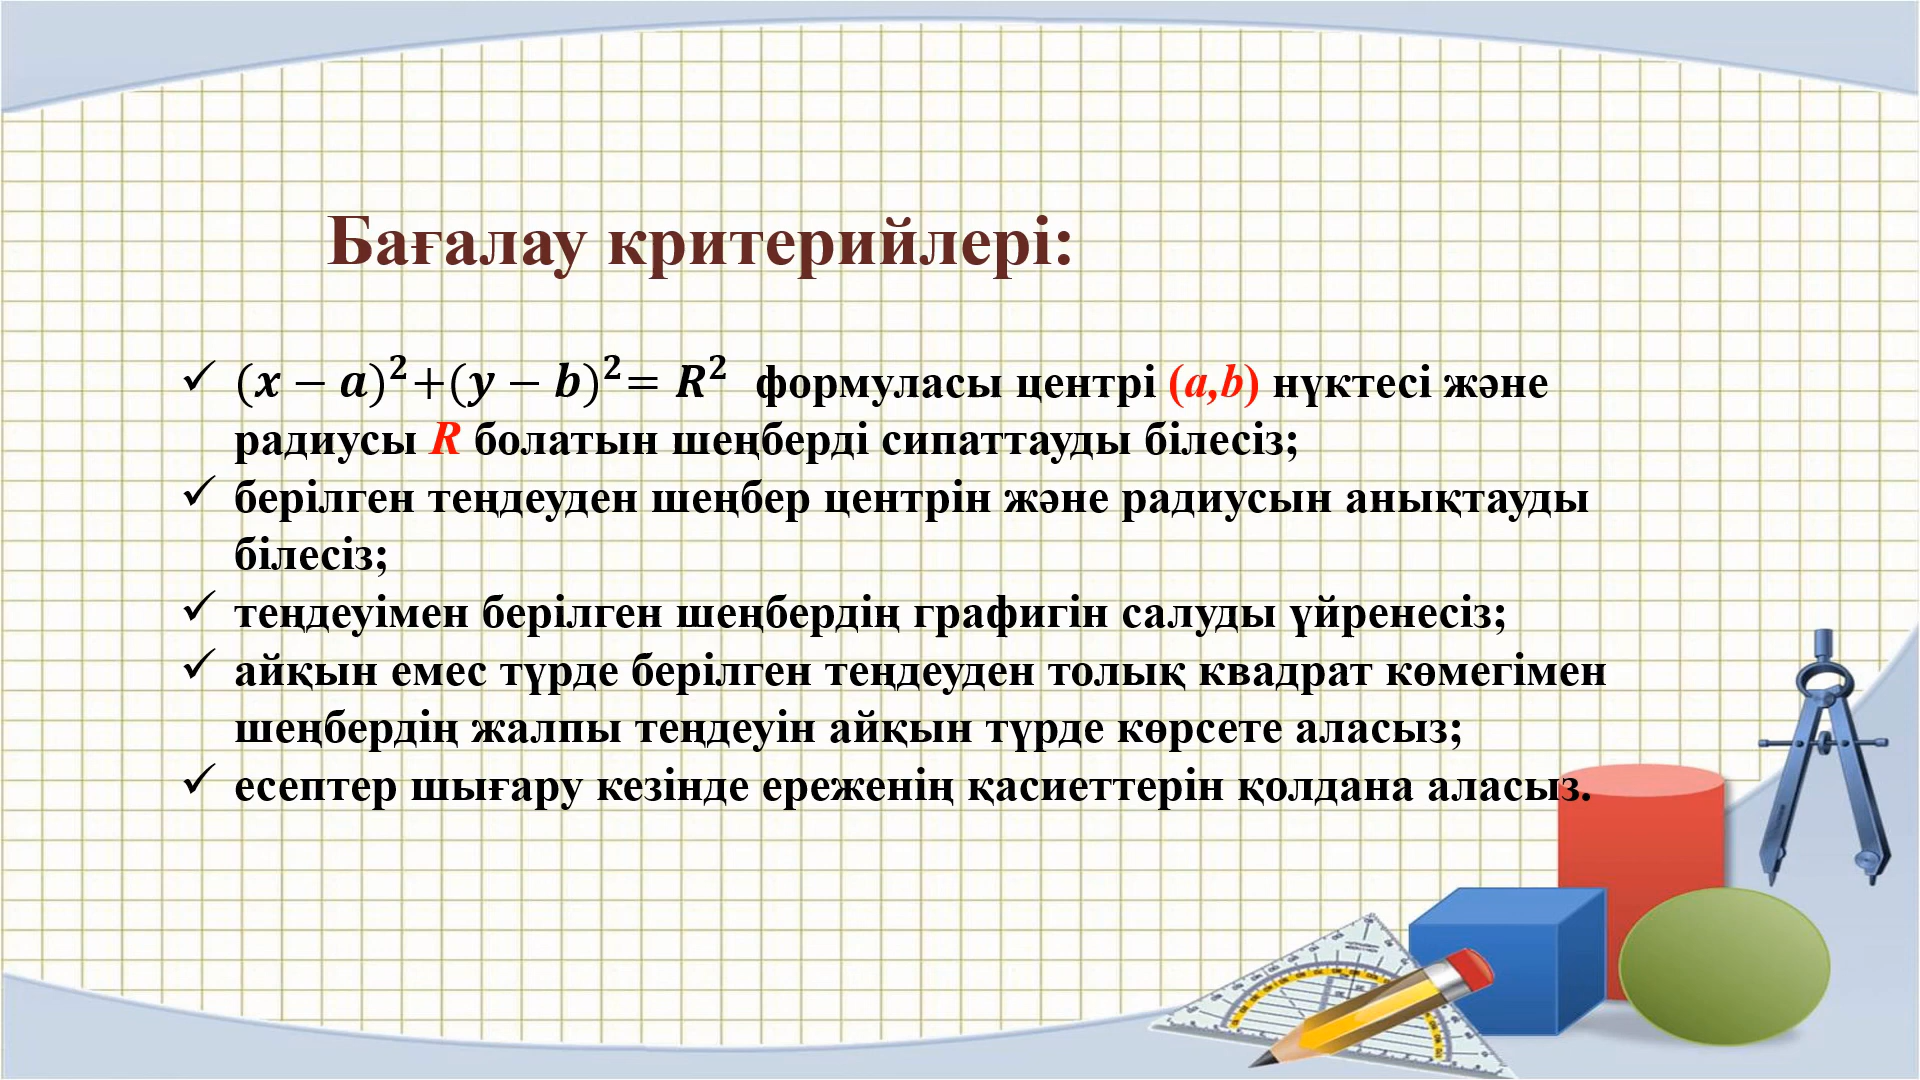 Бағалау критерийлері:
✓ (𝒙 − 𝒂)²+(𝒚 − 𝒃)²= 𝑹² формуласы центрі (a,b) нүктесі және
радиусы R болатын шеңберді сипаттауды білесіз;
✓ берілген теңдеуден шеңбер центрін және радиусын анықтауды
білесіз;
✓ теңдеуімен берілген шеңбердің графигін салуды үйренесіз;
✓ айқын емес түрде берілген теңдеуден толық квадрат көмегімен
шеңбердің жалпы теңдеуін айқын түрде көрсете аласыз;
✓ есептер шығару кезінде ереженің қасиеттерін қолдана аласыз.